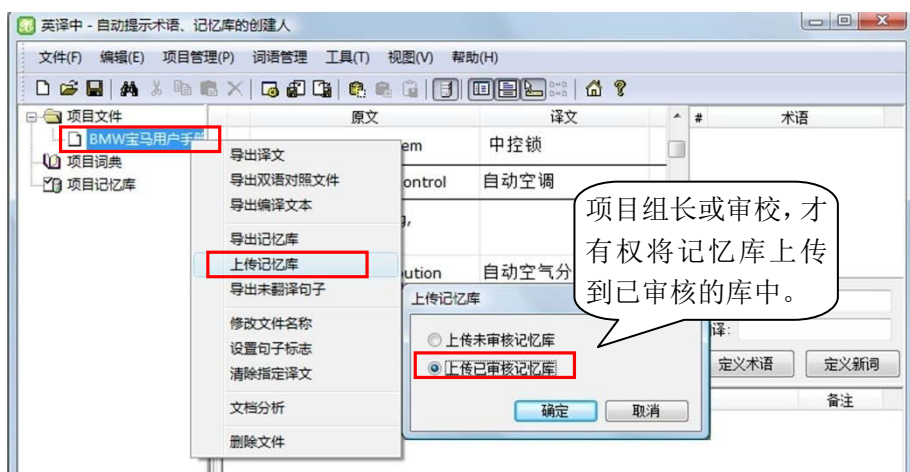 英译中 - 自动提示术语、记忆库的创建人
文件(F) 编辑(E) 项目管理(P) 词语管理 工具(T) 视图(V) 帮助(H)
项目文件
BMW宝马用户手册
项目词典
项目记忆库
原文 译文
em 中控锁
ontrol 自动空调
g,
ution 自动空气分
# 术语
导出译文
导出双语对照文件
导出编译文本
导出记忆库
上传记忆库
导出未翻译句子
修改文件名称
设置句子标志
清除指定译文
文档分析
删除文件
项目组长或审校，才
有权将记忆库上传
到已审核的库中。
上传记忆库
上传未审核记忆库
上传已审核记忆库
确定 取消
译:
定义术语 定义新词
备注